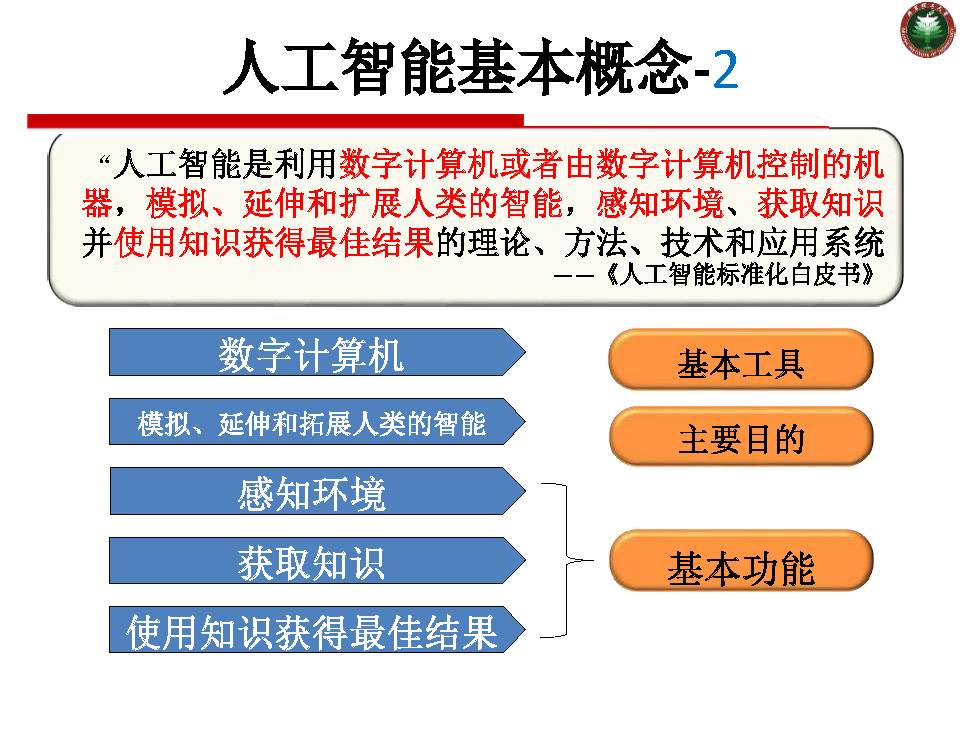 人工智能基本概念-2
“人工智能是利用数字计算机或者由数字计算机控制的机
器，模拟、延伸和扩展人类的智能，感知环境、获取知识
并使用知识获得最佳结果的理论、方法、技术和应用系统
——《人工智能标准化白皮书》
数字计算机
基本工具
模拟、延伸和拓展人类的智能
主要目的
感知环境
获取知识
基本功能
使用知识获得最佳结果